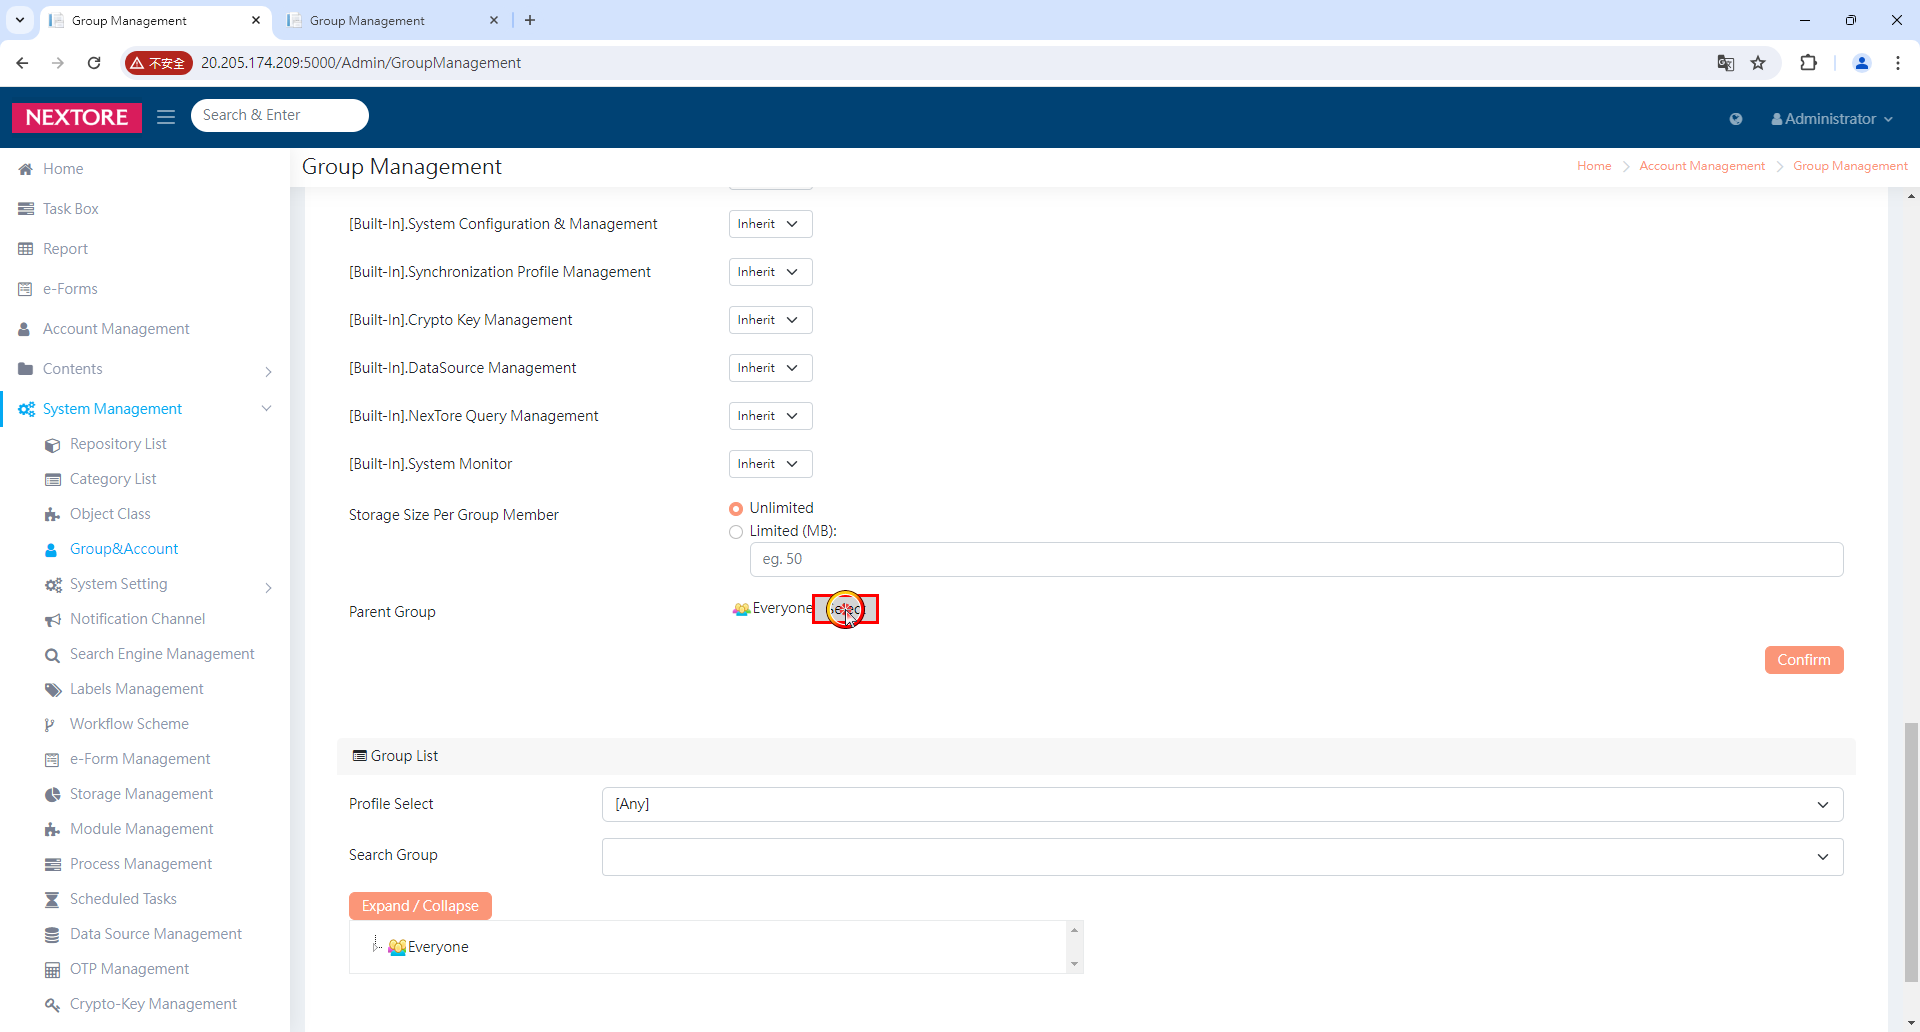 Group Management
Group Management
不安全
20.205.174.209:5000/Admin/GroupManagement
NEXTORE
Search & Enter
Administrator
Home
Task Box
Report
e-Forms
Account Management
Contents
System Management
Repository List
Category List
Object Class
Group&Account
System Setting
Notification Channel
Search Engine Management
Labels Management
Workflow Scheme
e-Form Management
Storage Management
Module Management
Process Management
Scheduled Tasks
Data Source Management
OTP Management
Crypto-Key Management
Group Management
Home > Account Management > Group Management
[Built-In].System Configuration & Management Inherit
[Built-In].Synchronization Profile Management Inherit
[Built-In].Crypto Key Management Inherit
[Built-In].DataSource Management Inherit
[Built-In].NexTore Query Management Inherit
[Built-In].System Monitor Inherit
Storage Size Per Group Member
Unlimited
Limited (MB):
eg. 50
Parent Group
Everyone Select
Confirm
Group List
Profile Select [Any]
Search Group
Expand / Collapse
Everyone